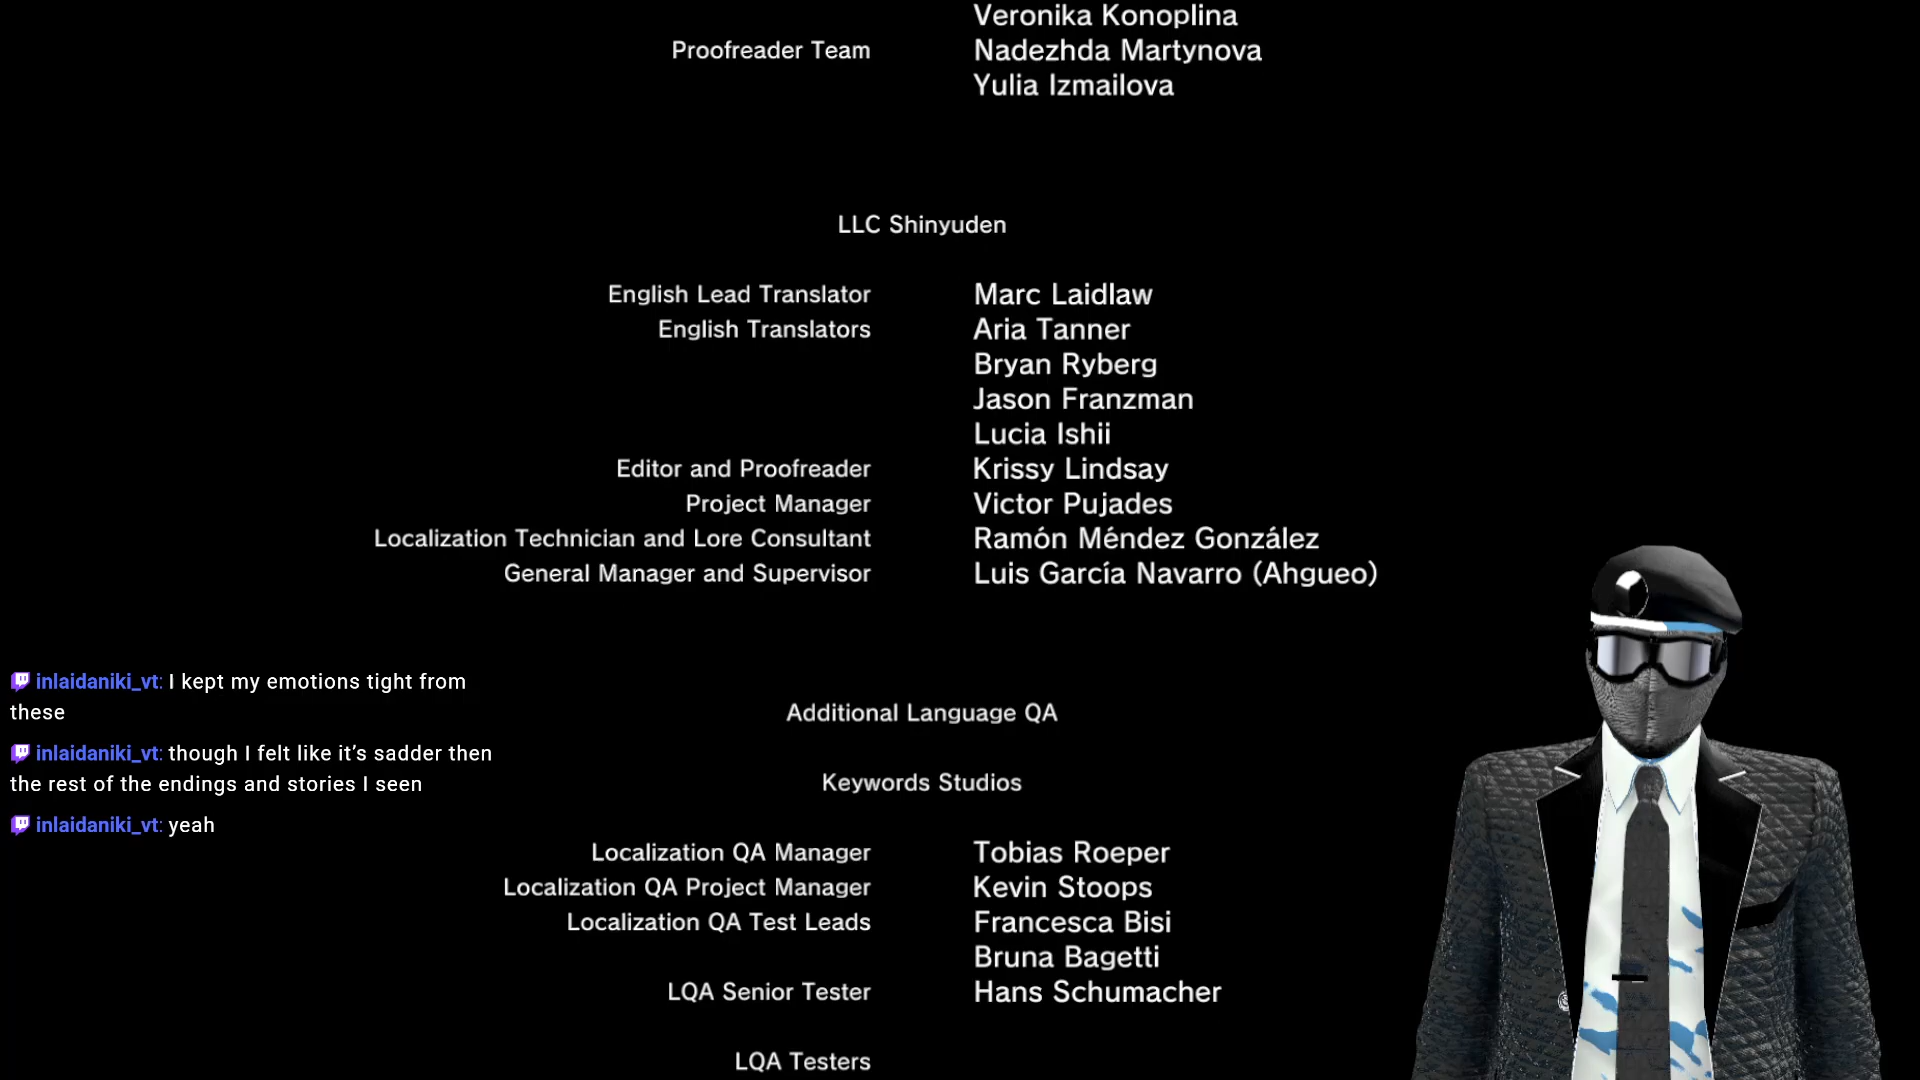 Veronika Konoplina
Proofreader Team Nadezhda Martynova
Yulia Izmailova
LLC Shinyuden
English Lead Translator Marc Laidlaw
English Translators Aria Tanner
Bryan Ryberg
Jason Franzman
Lucia Ishii
Editor and Proofreader Krissy Lindsay
Project Manager Victor Pujades
Localization Technician and Lore Consultant Ramón Méndez González
General Manager and Supervisor Luis García Navarro (Ahgueo)
inlaidaniki_vt: I kept my emotions tight from
these
inlaidaniki_vt: though I felt like it’s sadder then
the rest of the endings and stories I seen
inlaidaniki_vt: yeah
Additional Language QA
Keywords Studios
Localization QA Manager Tobias Roeper
Localization QA Project Manager Kevin Stoops
Localization QA Test Leads Francesca Bisi
Bruna Bagetti
LQA Senior Tester Hans Schumacher
LQA Testers